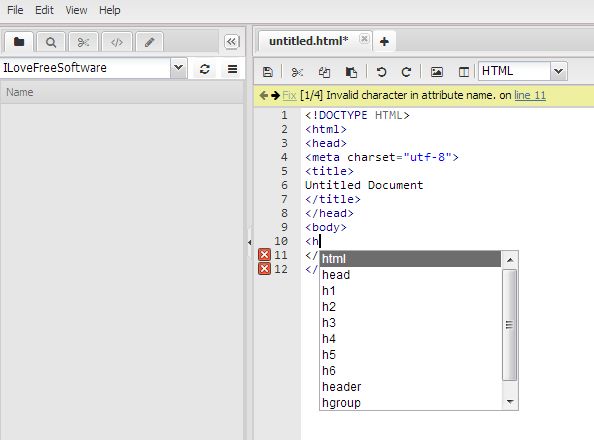 File Edit View Help
untitled.html*
ILoveFreeSoftware
HTML
Name
Fix [1/4] Invalid character in attribute name. on line 11
1 <!DOCTYPE HTML>
2 <html>
3 <head>
4 <meta charset="utf-8">
5 <title>
6 Untitled Document
7 </title>
8 </head>
9 <body>
10 <h
11 </
12 </
html
head
h1
h2
h3
h4
h5
h6
header
hgroup